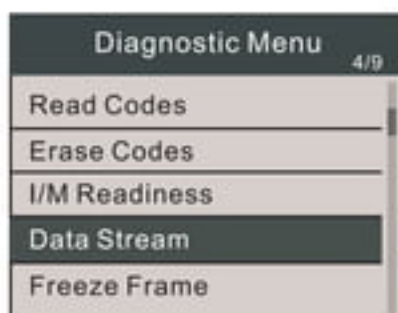 Diagnostic Menu
4/9
Read Codes
Erase Codes
I/M Readiness
Data Stream
Freeze Frame